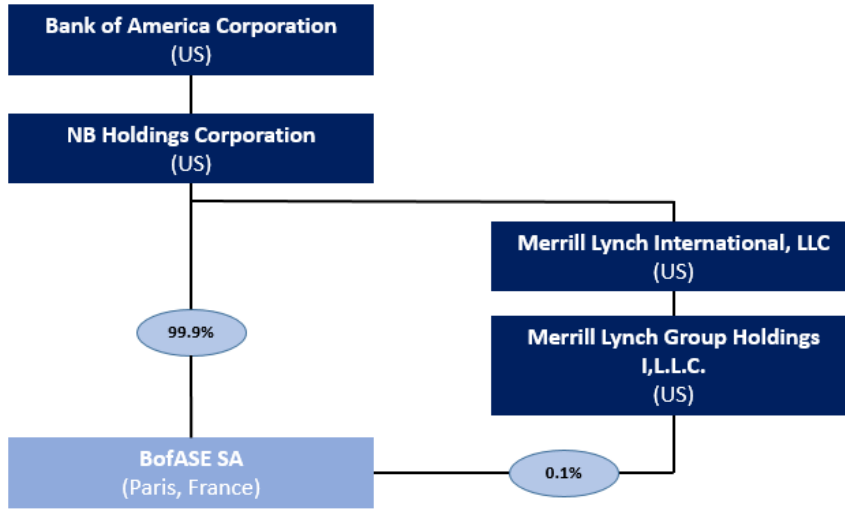 Bank of America Corporation
(US)
NB Holdings Corporation
(US)
Merrill Lynch International, LLC
(US)
99.9%
Merrill Lynch Group Holdings
I,L.L.C.
(US)
BofASE SA
(Paris, France)
0.1%